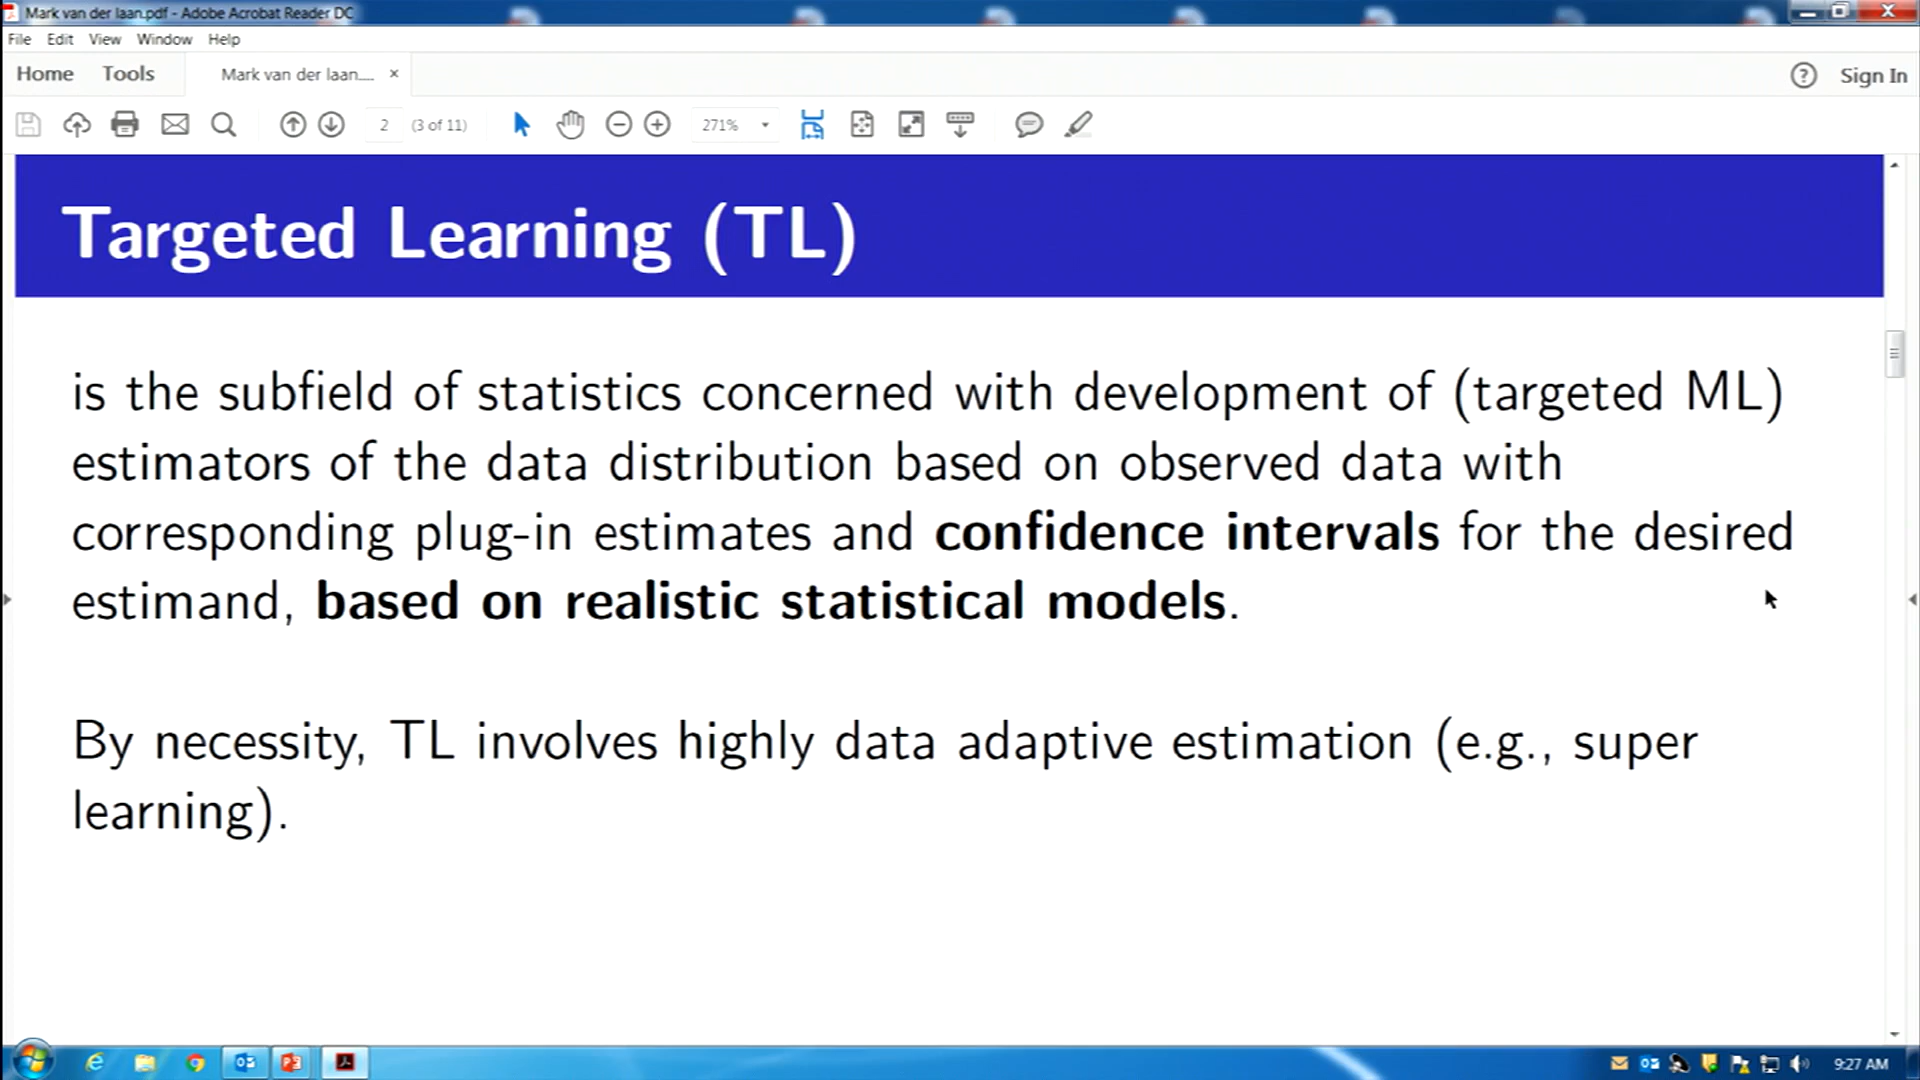 Mark van der laan.pdf - Adobe Acrobat Reader DC
File Edit View Window Help
Home Tools Mark van der laan.... × Sign In
2 (3 of 11) 271%
Targeted Learning (TL)
is the subfield of statistics concerned with development of (targeted ML)
estimators of the data distribution based on observed data with
corresponding plug-in estimates and confidence intervals for the desired
estimand, based on realistic statistical models.
By necessity, TL involves highly data adaptive estimation (e.g., super
learning).
9:27 AM